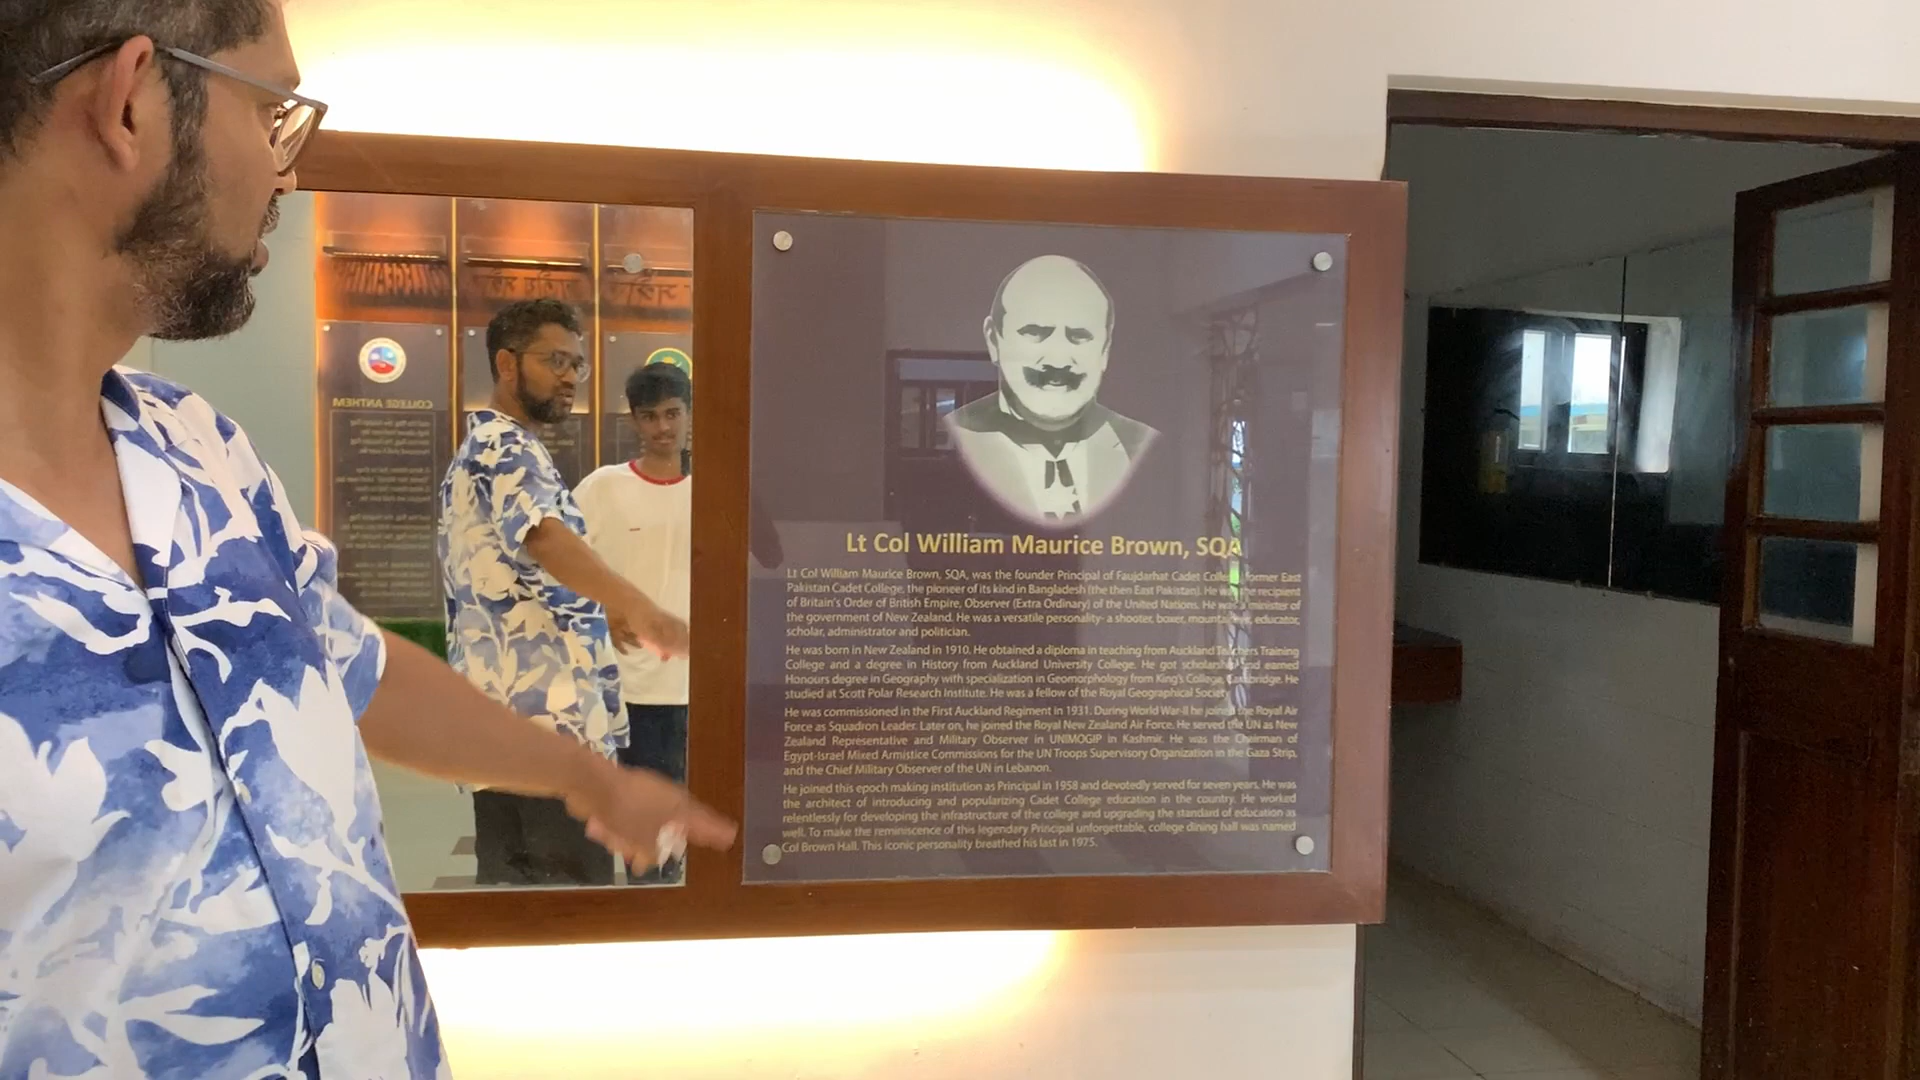 COLLEGE ANTHEM
Lt Col William Maurice Brown, SQA
Lt Col William Maurice Brown, SQA, was the founder Principal of Faujdarhat Cadet College, former East
Pakistan Cadet College, the pioneer of its kind in Bangladesh (the then East Pakistan). He was the recipient
of Britain's Order of British Empire, Observer (Extra Ordinary) of the United Nations. He was a minister of
the government of New Zealand. He was a versatile personality- a shooter, boxer, mountaineer, educator,
scholar, administrator and politician.
He was born in New Zealand in 1910. He obtained a diploma in teaching from Auckland Teachers Training
College and a degree in History from Auckland University College. He got scholarship and earned
Honours degree in Geography with specialization in Geomorphology from King's College, Cambridge. He
studied at Scott Polar Research Institute. He was a fellow of the Royal Geographical Society
He was commissioned in the First Auckland Regiment in 1931. During World War-II he joined the Royal Air
Force as Squadron Leader. Later on, he joined the Royal New Zealand Air Force. He served the UN as New
Zealand Representative and Military Observer in UNIMOGIP in Kashmir. He was the Chairman of
Egypt-Israel Mixed Armistice Commissions for the UN Troops Supervisory Organization in the Gaza Strip,
and the Chief Military Observer of the UN in Lebanon.
He joined this epoch making institution as Principal in 1958 and devotedly served for seven years. He was
the architect of introducing and popularizing Cadet College education in the country. He worked
relentlessly for developing the infrastructure of the college and upgrading the standard of education as
well. To make the reminiscence of this legendary Principal unforgettable, college dining hall was named
Col Brown Hall. This iconic personality breathed his last in 1975.